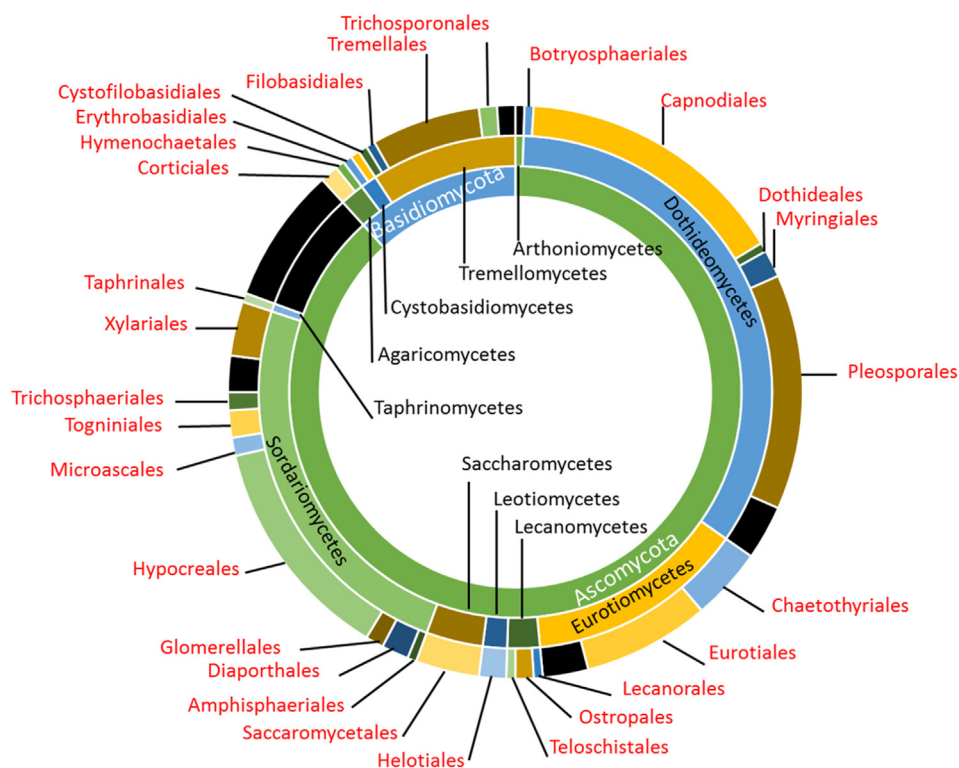 Trichosporonales
Tremellales
Botryosphaeriales
Filobasidiales
Cystofilobasidiales
Capnodiales
Erythrobasidiales
Hymenochaetales
Corticiales
Dothideales
Myringiales
Basidiomycota
Dothideomycetes
Arthoniomycetes
Tremellomycetes
Cystobasidiomycetes
Taphrinales
Xylariales
Agaricomycetes
Pleosporales
Trichosphaeriales
Taphrinomycetes
Togniniales
Microascales
Sordariomycetes
Saccharomycetes
Leotiomycetes
Lecanomycetes
Ascomycota
Eurotiomycetes
Hypocreales
Chaetothyriales
Glomerellales
Eurotiales
Diaporthales
Lecanorales
Amphisphaeriales
Ostropales
Saccaromycetales
Teloschistales
Helotiales